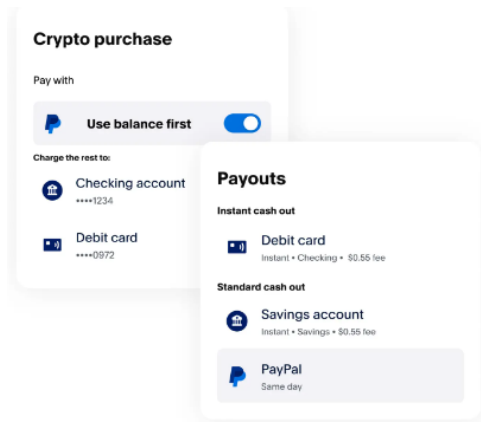 Crypto purchase
Pay with
Use balance first
Charge the rest to:
Checking account
••••1234
Debit card
••••0972
Payouts
Instant cash out
Debit card
Instant • Checking • $0.55 fee
Standard cash out
Savings account
Instant • Savings • $0.55 fee
PayPal
Same day